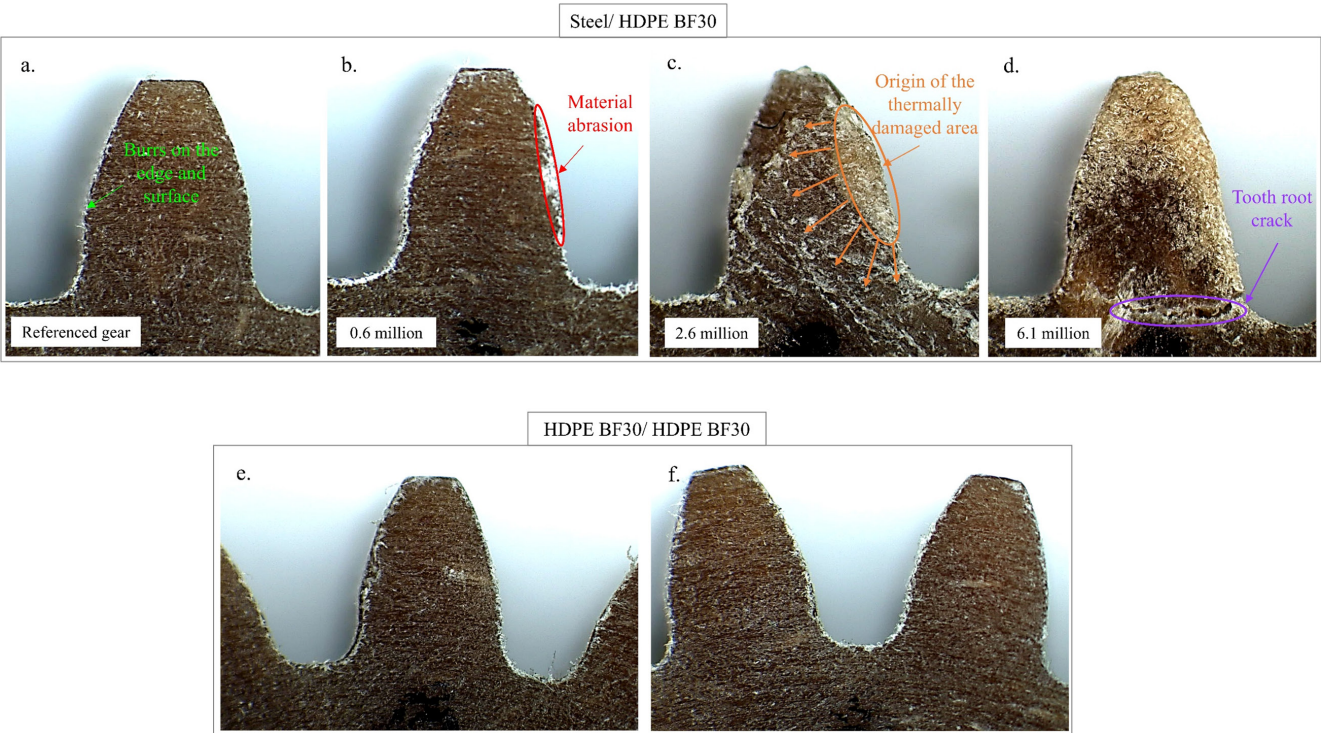 Steel/ HDPE BF30
a.
Burrs on the
edge and
surface
Referenced gear
b.
Material
abrasion
0.6 million
c.
Origin of the
thermally
damaged area
2.6 million
d.
Tooth root
crack
6.1 million
HDPE BF30/ HDPE BF30
e.
f.